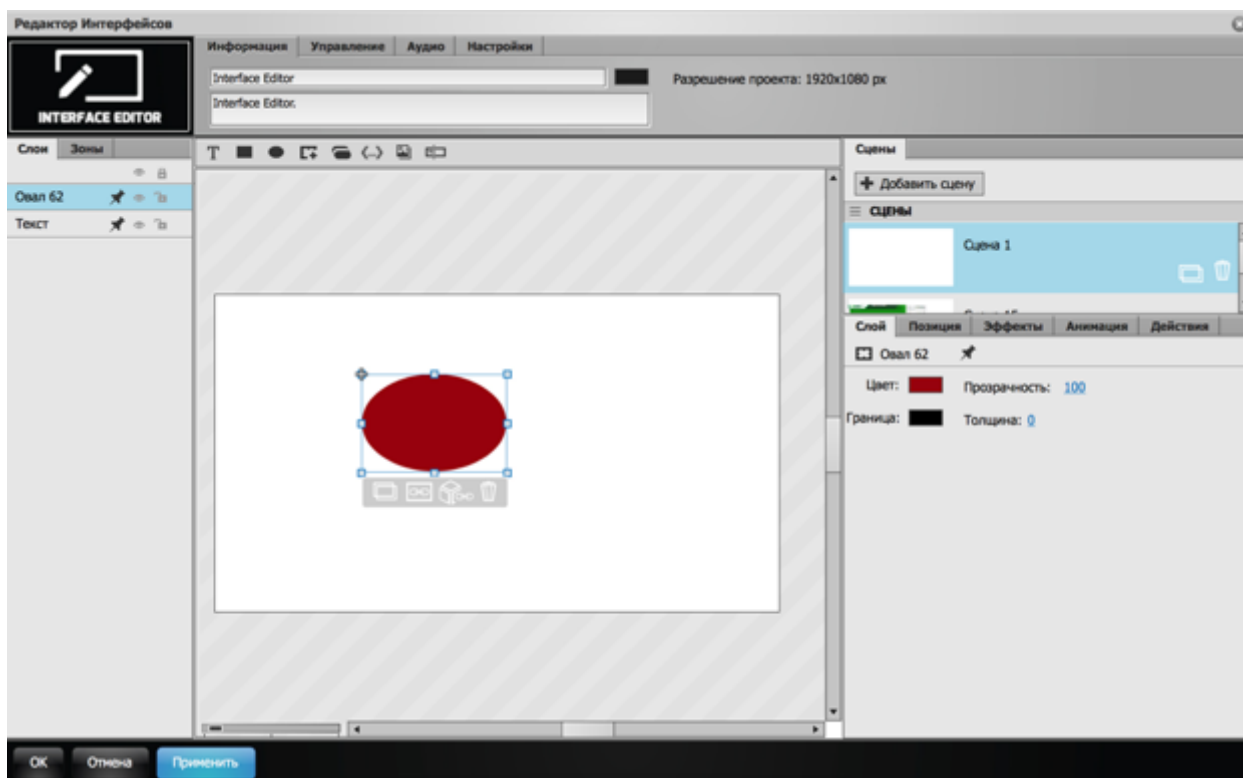 Редактор Интерфейсов
INTERFACE EDITOR
Информация Управление Аудио Настройки
Interface Editor
Разрешение проекта: 1920x1080 px
Interface Editor.
Слои Зоны
Овал 62
Текст
T
Сцены
Добавить сцену
СЦЕНЫ
Сцена 1
Слой Позиция Эффекты Анимация Действия
Овал 62
Цвет: Прозрачность: 100
Граница: Толщина: 0
ОК Отмена Применить